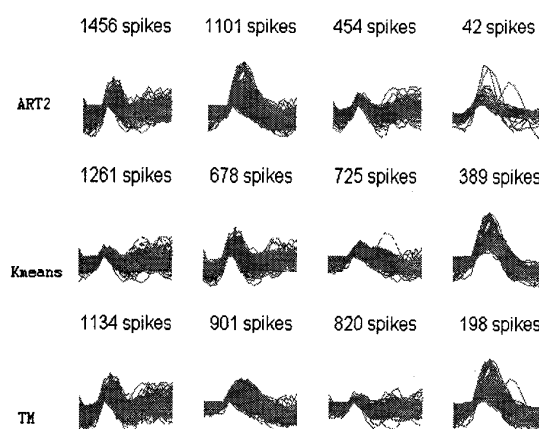 1456 spikes 1101 spikes 454 spikes 42 spikes
ART2
1261 spikes 678 spikes 725 spikes 389 spikes
Kmeans
1134 spikes 901 spikes 820 spikes 198 spikes
TM